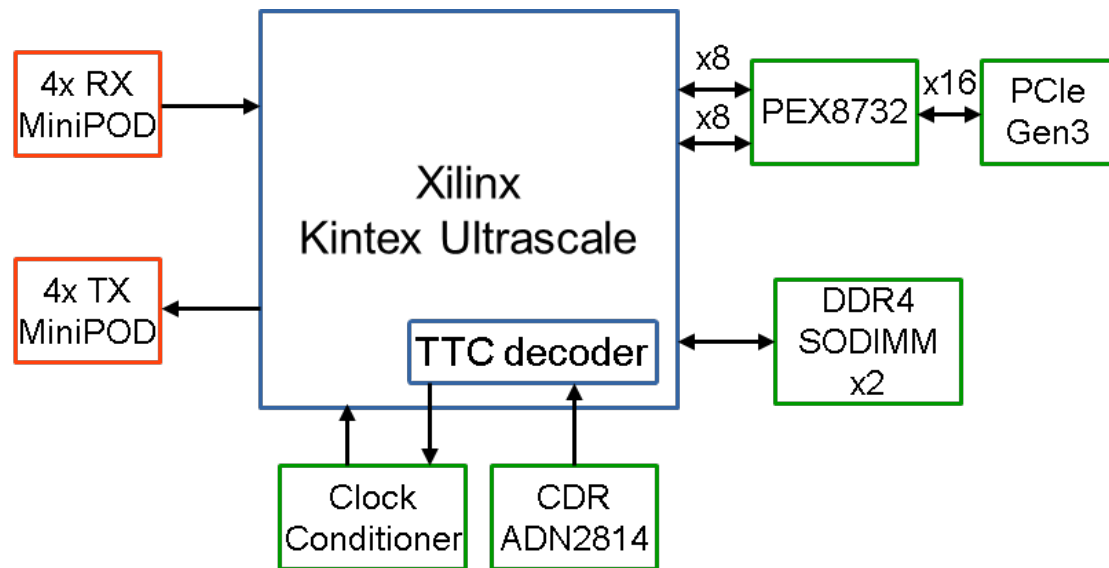 4x RX
MiniPOD
Xilinx
Kintex Ultrascale
x8
x8
PEX8732
x16
PCIe
Gen3
4x TX
MiniPOD
TTC decoder
DDR4
SODIMM
x2
Clock
Conditioner
CDR
ADN2814